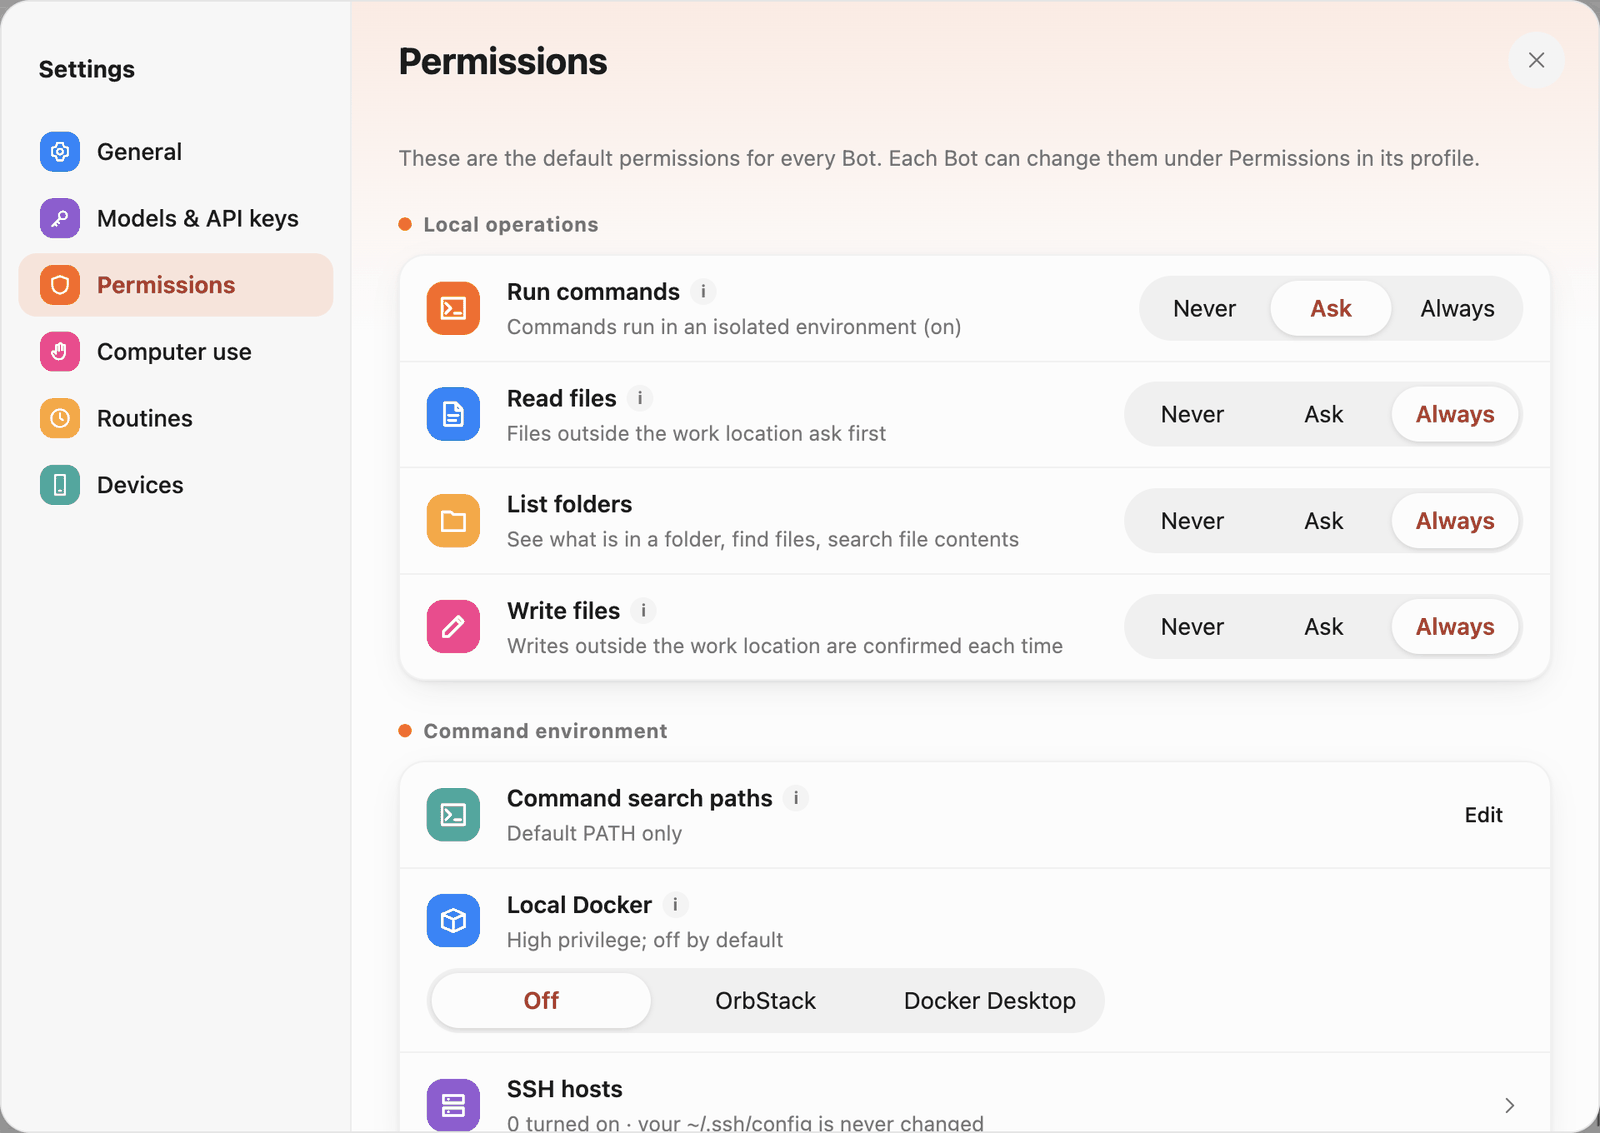 Settings
General
Models & API keys
Permissions
Computer use
Routines
Devices
Permissions
These are the default permissions for every Bot. Each Bot can change them under Permissions in its profile.
Local operations
Run commands i
Commands run in an isolated environment (on)
Never Ask Always
Read files i
Files outside the work location ask first
Never Ask Always
List folders
See what is in a folder, find files, search file contents
Never Ask Always
Write files i
Writes outside the work location are confirmed each time
Never Ask Always
Command environment
Command search paths i
Default PATH only
Edit
Local Docker i
High privilege; off by default
Off OrbStack Docker Desktop
SSH hosts
0 turned on · your ~/.ssh/config is never changed